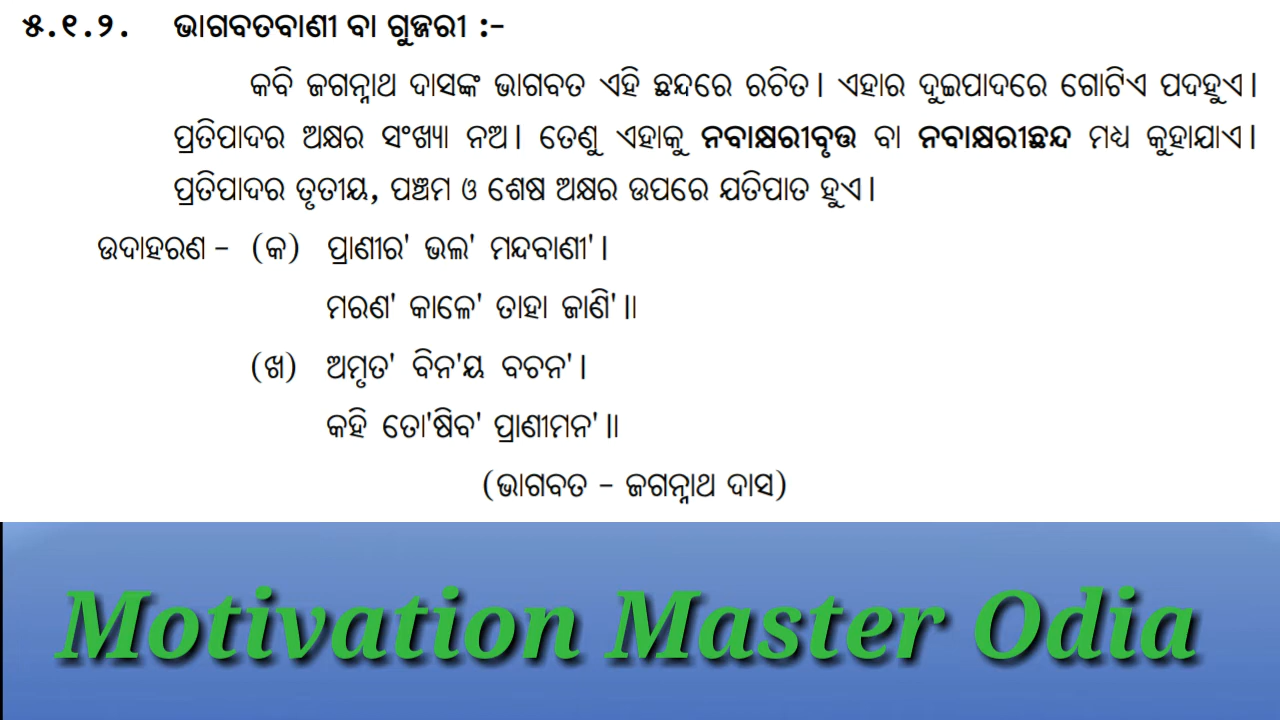 ୫.୧.୨. ଭାଗବତବାଣୀ ବା ଗୁଜ୍ଜରୀ :-
କବି ଜଗନ୍ନାଥ ଦାସଙ୍କ ଭାଗବତ ଏହି ଛନ୍ଦରେ ରଚିତ। ଏହାର ଦୁଇପାଦରେ ଗୋଟିଏ ପଦହୁଏ।
ପ୍ରତିପାଦର ଅକ୍ଷର ସଂଖ୍ୟା ନଅ। ତେଣୁ ଏହାକୁ ନବାକ୍ଷରୀବୃତ୍ତ ବା ନବାକ୍ଷରୀଛନ୍ଦ ମଧ୍ୟ କୁହାଯାଏ।
ପ୍ରତିପାଦର ତୃତୀୟ, ପଞ୍ଚମ ଓ ଶେଷ ଅକ୍ଷର ଉପରେ ଯତିପାତ ହୁଏ।
ଉଦାହରଣ - (କ) ପ୍ରାଣୀର' ଭଲ' ମନ୍ଦବାଣୀ'।
ମରଣ' କାଳେ' ତାହା ଜାଣି'॥
(ଖ) ଅମୃତ' ବିନ'ୟ ବଚନ'।
କହି ତୋ'ଷିବ' ପ୍ରାଣୀମନ'॥
(ଭାଗବତ - ଜଗନ୍ନାଥ ଦାସ)
Motivation Master Odia